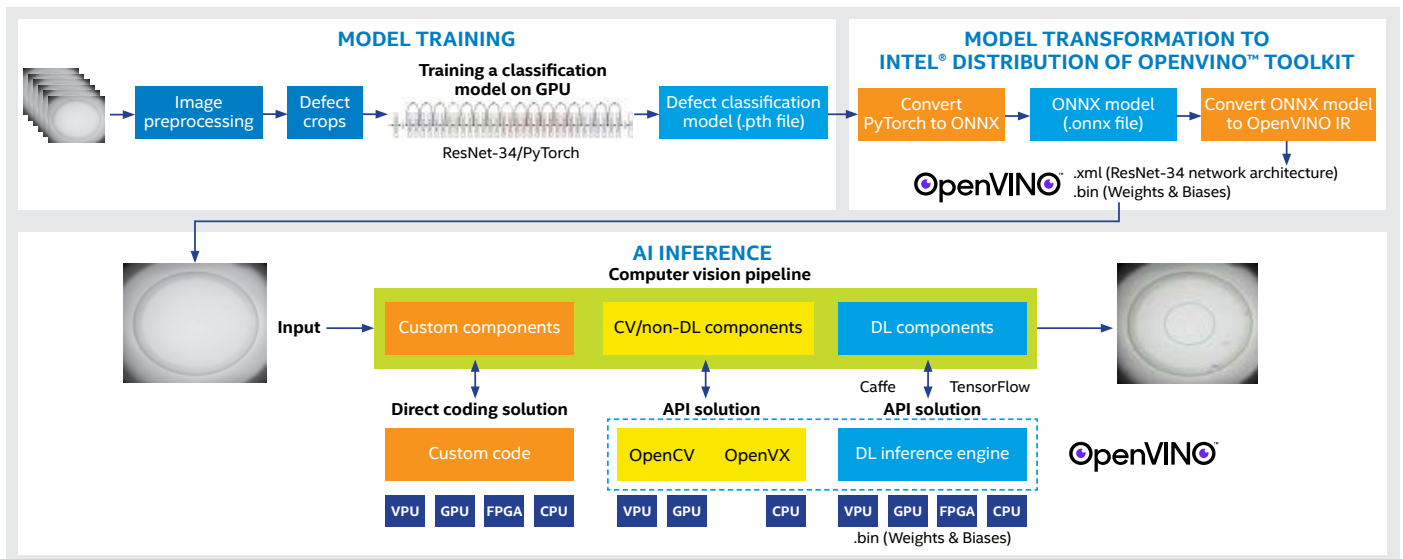 MODEL TRAINING
Training a classification
model on GPU
Image
preprocessing
Defect
crops
ResNet-34/PyTorch
Defect classification
model (.pth file)
MODEL TRANSFORMATION TO
INTEL® DISTRIBUTION OF OPENVINO™ TOOLKIT
Convert
PyTorch to ONNX
ONNX model
(.onnx file)
Convert ONNX model
to OpenVINO IR
OpenVINO™
.xml (ResNet-34 network architecture)
.bin (Weights & Biases)
AI INFERENCE
Computer vision pipeline
Input
Custom components
CV/non-DL components
DL components
Caffe
TensorFlow
Direct coding solution
API solution
API solution
Custom code
OpenCV
OpenVX
DL inference engine
OpenVINO™
VPU
GPU
FPGA
CPU
VPU
GPU
CPU
VPU
GPU
FPGA
CPU
.bin (Weights & Biases)